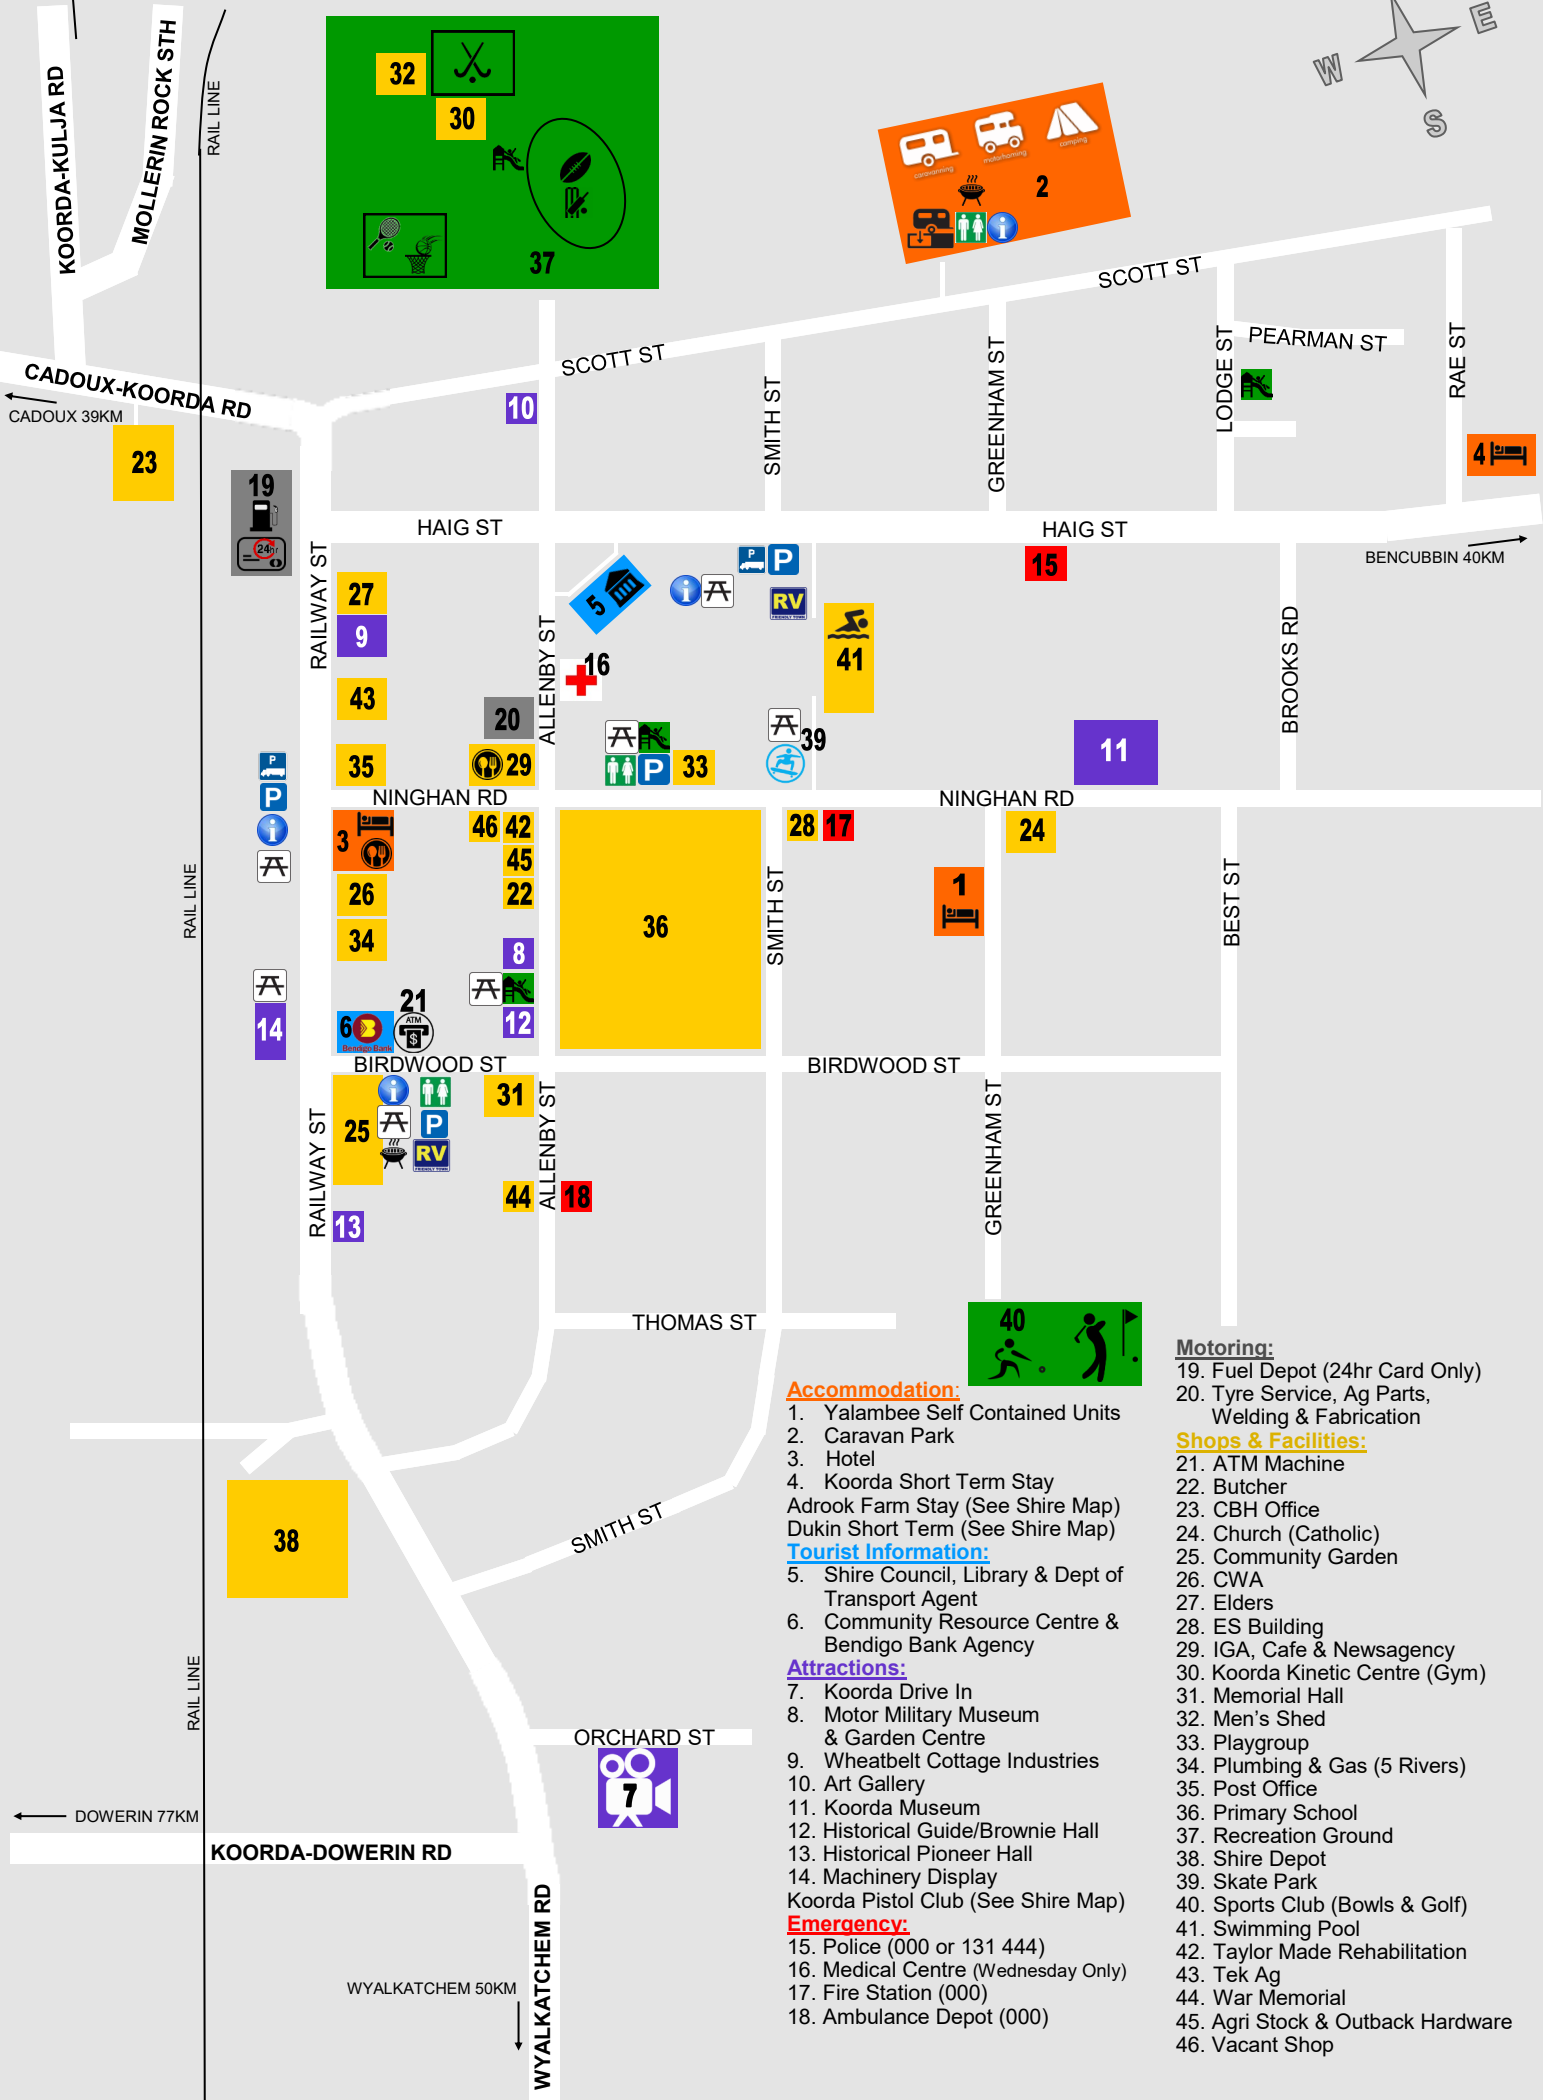 KOORDA-KULJA RD
MOLLERIN ROCK STH
RAIL LINE
32
30
37
caravanning
motorhoming
camping
2
i
W
E
S
SCOTT ST
PEARMAN ST
LODGE ST
RAE ST
GREENHAM ST
SMITH ST
SCOTT ST
CADOUX-KOORDA RD
CADOUX 39KM
10
23
4
19
24hr
HAIG ST
HAIG ST
BENCUBBIN 40KM
RAILWAY ST
27
9
5
P
P
i
RV
FRIENDLY TOWN
15
ALLENBY ST
16
41
BROOKS RD
43
20
39
11
35
29
P
33
P
P
i
NINGHAN RD
NINGHAN RD
3
46
42
45
22
28
17
24
26
34
36
1
SMITH ST
BEST ST
RAIL LINE
8
14
6
Bendigo Bank
21
ATM
$
12
BIRDWOOD ST
BIRDWOOD ST
25
i
P
RV
FRIENDLY TOWN
31
ALLENBY ST
RAILWAY ST
GREENHAM ST
44
18
13
THOMAS ST
40
38
SMITH ST
RAIL LINE
ORCHARD ST
7
DOWERIN 77KM
KOORDA-DOWERIN RD
WYALKATCHEM RD
WYALKATCHEM 50KM
Accommodation:
1. Yalambee Self Contained Units
2. Caravan Park
3. Hotel
4. Koorda Short Term Stay
Adrook Farm Stay (See Shire Map)
Dukin Short Term (See Shire Map)
Tourist Information:
5. Shire Council, Library & Dept of
Transport Agent
6. Community Resource Centre &
Bendigo Bank Agency
Attractions:
7. Koorda Drive In
8. Motor Military Museum
& Garden Centre
9. Wheatbelt Cottage Industries
10. Art Gallery
11. Koorda Museum
12. Historical Guide/Brownie Hall
13. Historical Pioneer Hall
14. Machinery Display
Koorda Pistol Club (See Shire Map)
Emergency:
15. Police (000 or 131 444)
16. Medical Centre (Wednesday Only)
17. Fire Station (000)
18. Ambulance Depot (000)
Motoring:
19. Fuel Depot (24hr Card Only)
20. Tyre Service, Ag Parts,
Welding & Fabrication
Shops & Facilities:
21. ATM Machine
22. Butcher
23. CBH Office
24. Church (Catholic)
25. Community Garden
26. CWA
27. Elders
28. ES Building
29. IGA, Cafe & Newsagency
30. Koorda Kinetic Centre (Gym)
31. Memorial Hall
32. Men's Shed
33. Playgroup
34. Plumbing & Gas (5 Rivers)
35. Post Office
36. Primary School
37. Recreation Ground
38. Shire Depot
39. Skate Park
40. Sports Club (Bowls & Golf)
41. Swimming Pool
42. Taylor Made Rehabilitation
43. Tek Ag
44. War Memorial
45. Agri Stock & Outback Hardware
46. Vacant Shop